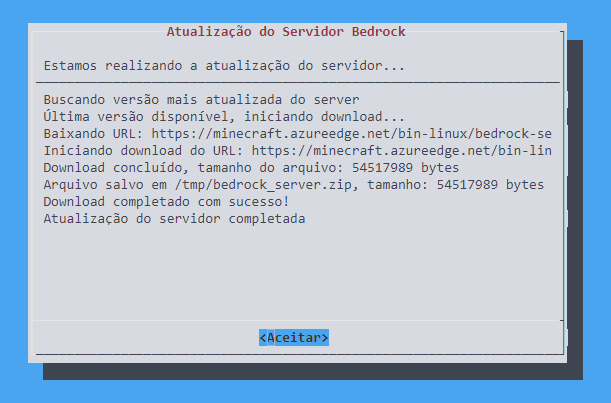 Atualização do Servidor Bedrock
Estamos realizando a atualização do servidor...
Buscando versão mais atualizada do server
Última versão disponível, iniciando download...
Baixando URL: https://minecraft.azureedge.net/bin-linux/bedrock-se
Iniciando download do URL: https://minecraft.azureedge.net/bin-lin
Download concluído, tamanho do arquivo: 54517989 bytes
Arquivo salvo em /tmp/bedrock_server.zip, tamanho: 54517989 bytes
Download completado com sucesso!
Atualização do servidor completada
<Aceitar>